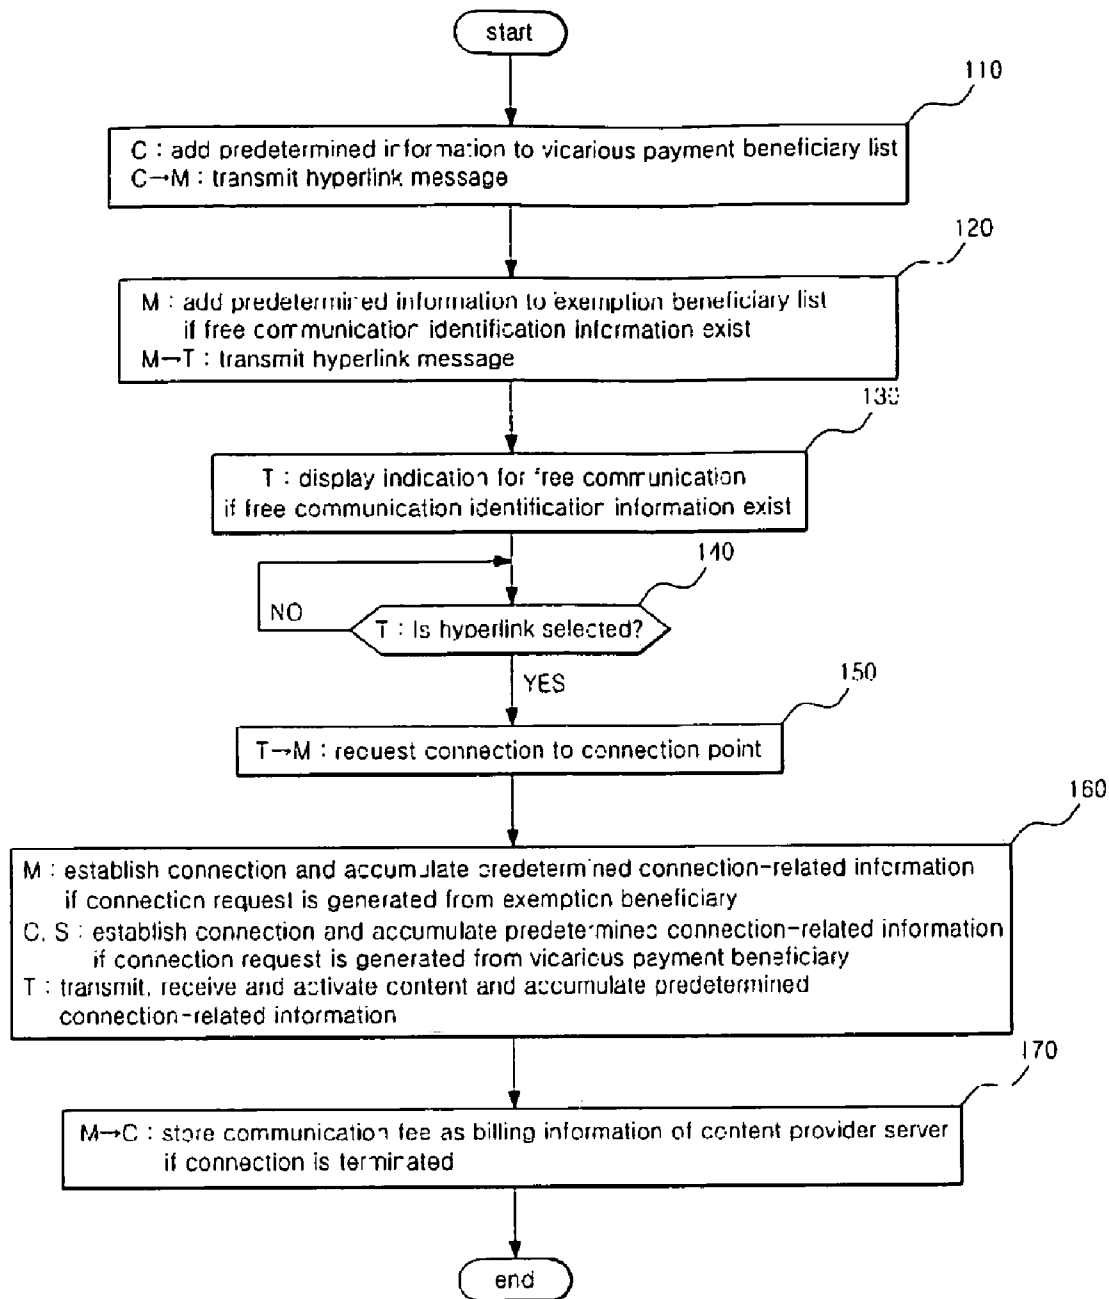 start
110
C : add predetermined information to vicarious payment beneficiary list
C→M : transmit hyperlink message
120
M : add predetermined information to exemption beneficiary list
if free communication identification information exist
M→T : transmit hyperlink message
130
T : display indication for free communication
if free communication identification information exist
140
NO
T : Is hyperlink selected?
YES
150
T→M : request connection to connection point
160
M : establish connection and accumulate predetermined connection-related information
if connection request is generated from exemption beneficiary
C, S : establish connection and accumulate predetermined connection-related information
if connection request is generated from vicarious payment beneficiary
T : transmit, receive and activate content and accumulate predetermined
connection-related information
170
M→C : store communication fee as billing information of content provider server
if connection is terminated
end